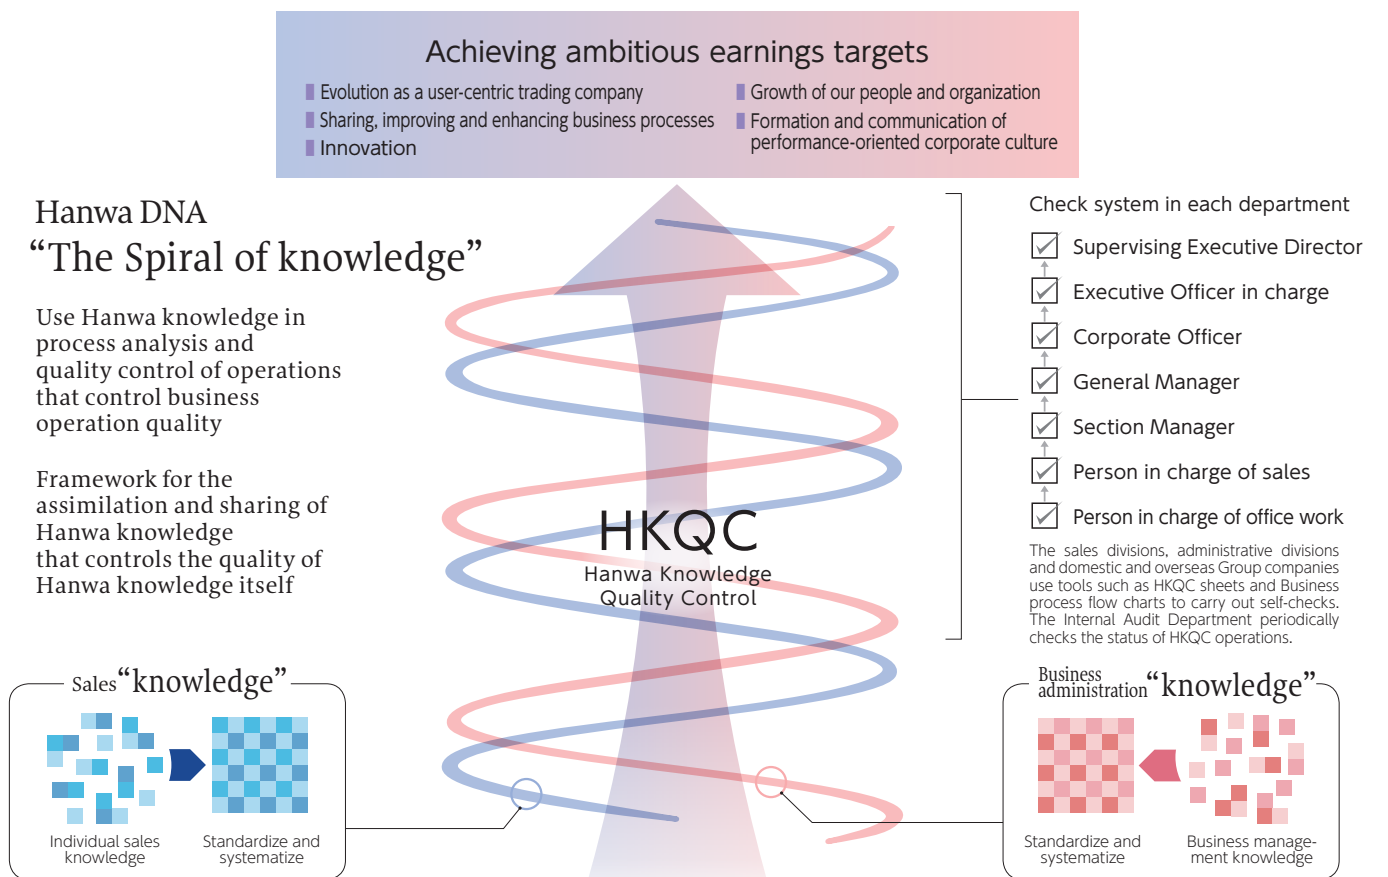 Achieving ambitious earnings targets
Evolution as a user-centric trading company
Sharing, improving and enhancing business processes
Innovation
Growth of our people and organization
Formation and communication of
performance-oriented corporate culture
Hanwa DNA
“The Spiral of knowledge”
Use Hanwa knowledge in
process analysis and
quality control of operations
that control business
operation quality
Framework for the
assimilation and sharing of
Hanwa knowledge
that controls the quality of
Hanwa knowledge itself
HKQC
Hanwa Knowledge
Quality Control
Check system in each department
Supervising Executive Director
Executive Officer in charge
Corporate Officer
General Manager
Section Manager
Person in charge of sales
Person in charge of office work
The sales divisions, administrative divisions
and domestic and overseas Group companies
use tools such as HKQC sheets and Business
process flow charts to carry out self-checks.
The Internal Audit Department periodically
checks the status of HKQC operations.
Sales “knowledge”
Individual sales
knowledge
Standardize and
systematize
Business
administration “knowledge”
Standardize and
systematize
Business manage-
ment knowledge